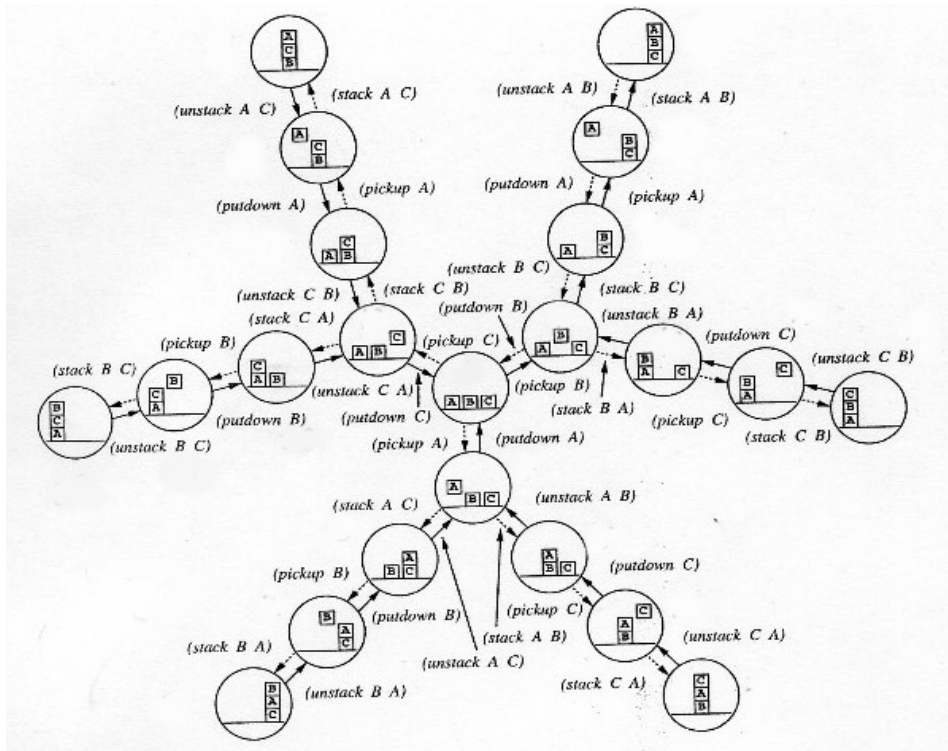 A
C
B
A
B
C
(unstack A C)
(stack A C)
(unstack A B)
(stack A B)
A
C
B
A
B
C
(putdown A)
(pickup A)
(putdown A)
(pickup A)
C
A B
B
A C
(unstack C B)
(stack C B)
(unstack B C)
(stack B C)
(stack C A)
(putdown B)
(unstack B A)
C
A B
(pickup C)
B
A C
(pickup B)
(putdown C)
(stack B C)
(unstack C B)
B
C
A
B
C
A
C
A B
A B C
B
A C
C
B
A
C
B
A
(unstack C A)
(pickup B)
(putdown B)
(putdown C)
(stack B A)
(pickup C)
(unstack B C)
(stack C B)
(pickup A)
(putdown A)
A
B C
(stack A C)
(unstack A B)
A
B C
A
B C
(pickup B)
(putdown C)
(putdown B)
(pickup C)
B
A
C
C
A
B
(stack B A)
(stack A B)
(unstack C A)
(unstack A C)
(unstack B A)
(stack C A)
B
A
C
C
A
B